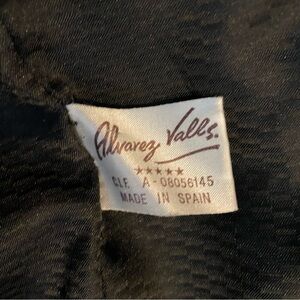 Alvarez Valls.
★★★★★
C.I.F. A - 08056145
MADE IN SPAIN